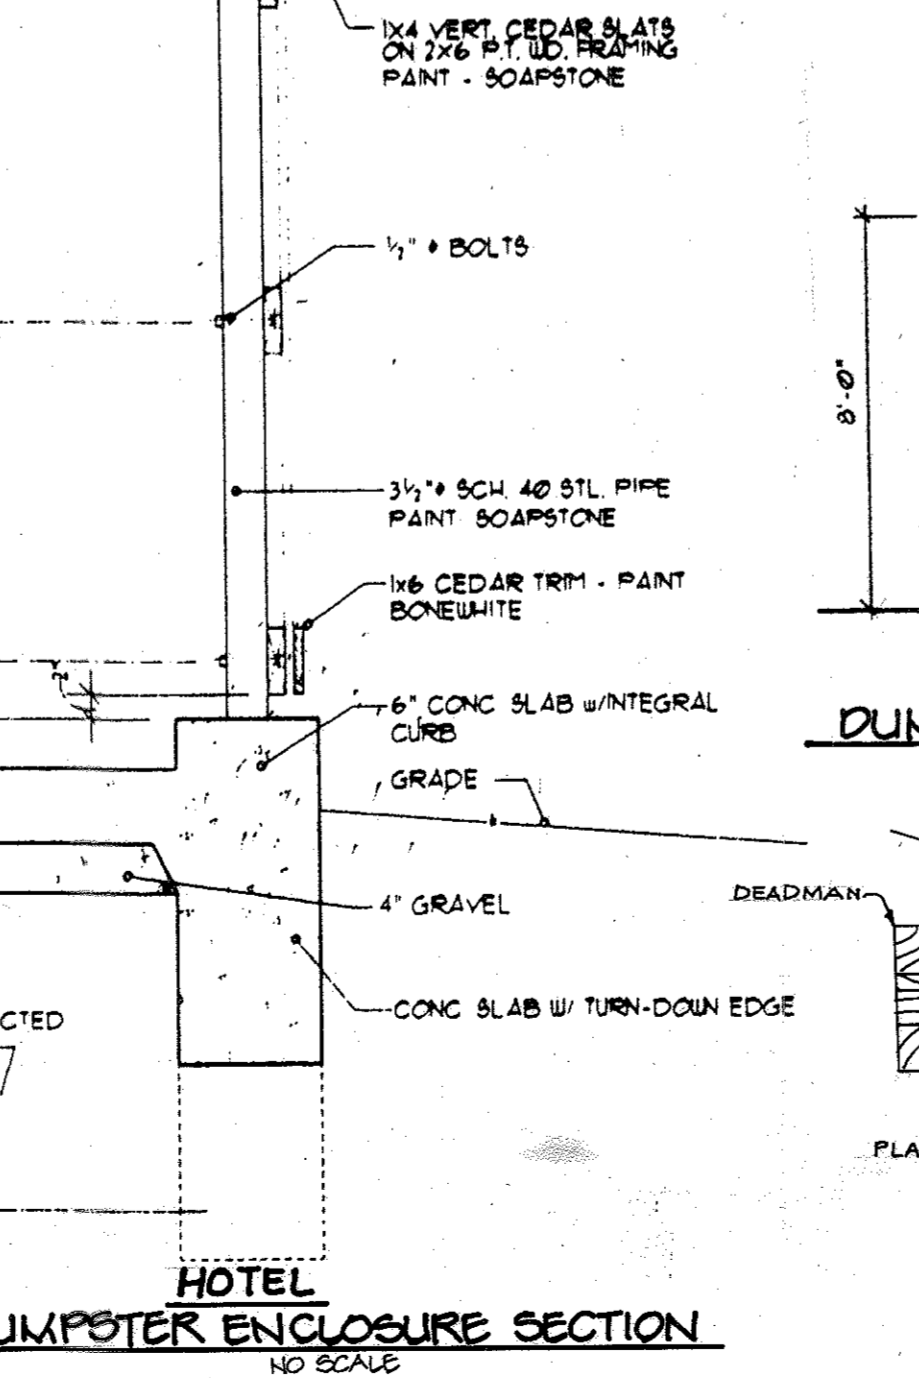 1X4 VERT. CEDAR SLATS
ON 2X6 P.T. WD. FRAMING
PAINT - SOAPSTONE
1/2" ⌀ BOLTS
8'-0"
3 1/2" ⌀ SCH. 40 STL. PIPE
PAINT SOAPSTONE
1x6 CEDAR TRIM - PAINT
BONEWHITE
2"
6" CONC SLAB w/INTEGRAL
CURB
DUM
GRADE
DEADMAN
4" GRAVEL
CONC SLAB W/ TURN-DOWN EDGE
CTED
PLA
HOTEL
UMPSTER ENCLOSURE SECTION
NO SCALE